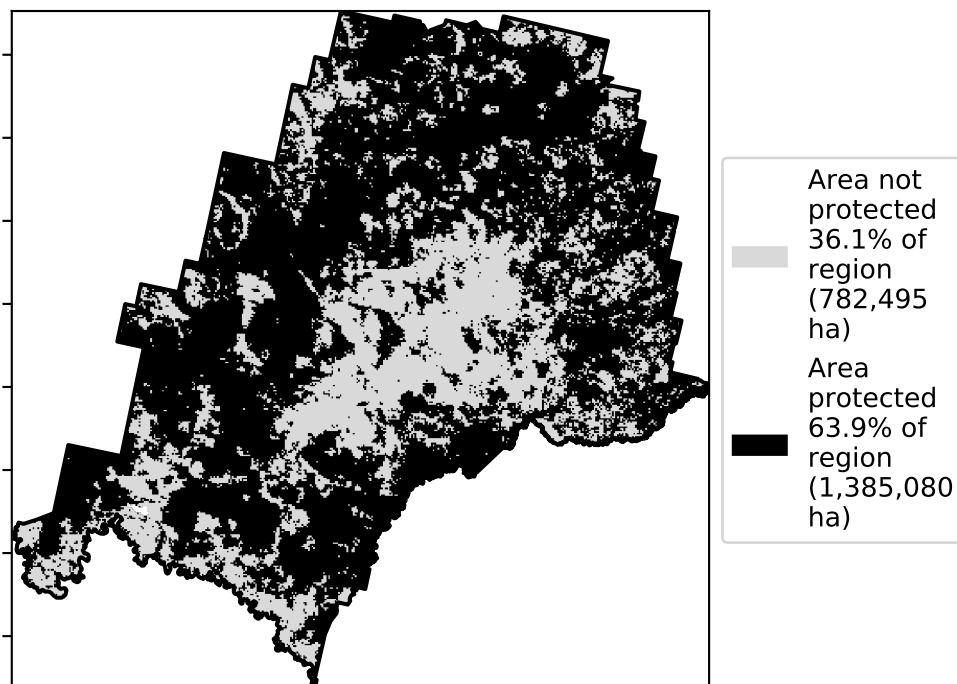 Area not
protected
36.1% of
region
(782,495
ha)
Area
protected
63.9% of
region
(1,385,080
ha)